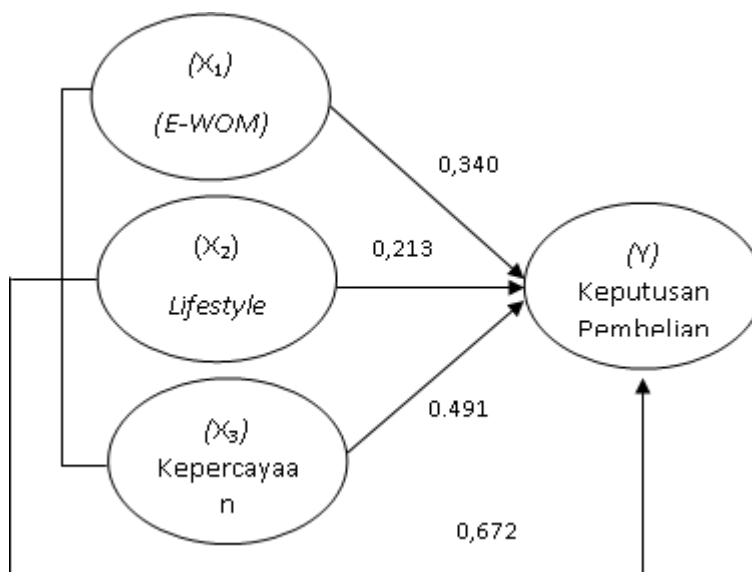 (X₁)
(E-WOM)
0,340
(X₂)
Lifestyle
0,213
(Y)
Keputusan
Pembelian
(X₃)
Kepercayaa
n
0.491
0,672